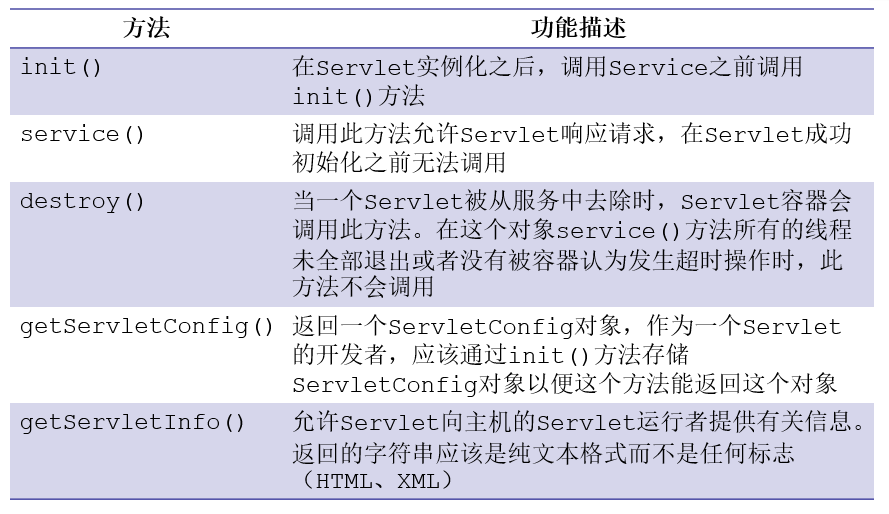 方法 功能描述
init() 在Servlet实例化之后，调用Service之前调用
init()方法
service() 调用此方法允许Servlet响应请求，在Servlet成功
初始化之前无法调用
destroy() 当一个Servlet被从服务中去除时，Servlet容器会
调用此方法。在这个对象service()方法所有的线程
未全部退出或者没有被容器认为发生超时操作时，此
方法不会调用
getServletConfig() 返回一个ServletConfig对象，作为一个Servlet
的开发者，应该通过init()方法存储
ServletConfig对象以便这个方法能返回这个对象
getServletInfo() 允许Servlet向主机的Servlet运行者提供有关信息。
返回的字符串应该是纯文本格式而不是任何标志
（HTML、XML）